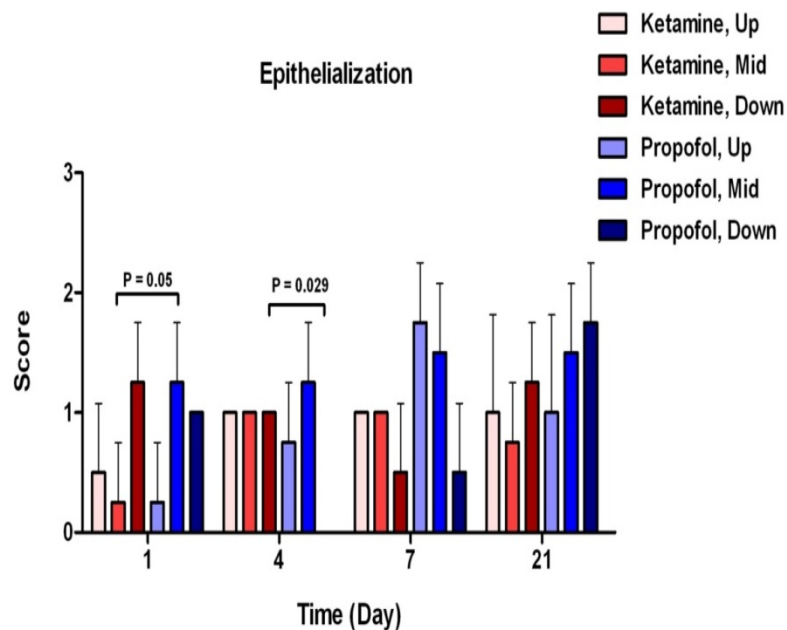 Ketamine, Up
Ketamine, Mid
Ketamine, Down
Propofol, Up
Propofol, Mid
Propofol, Down
Epithelialization
3
2
1
0
Score
P = 0.05
P = 0.029
1 4 7 21
Time (Day)